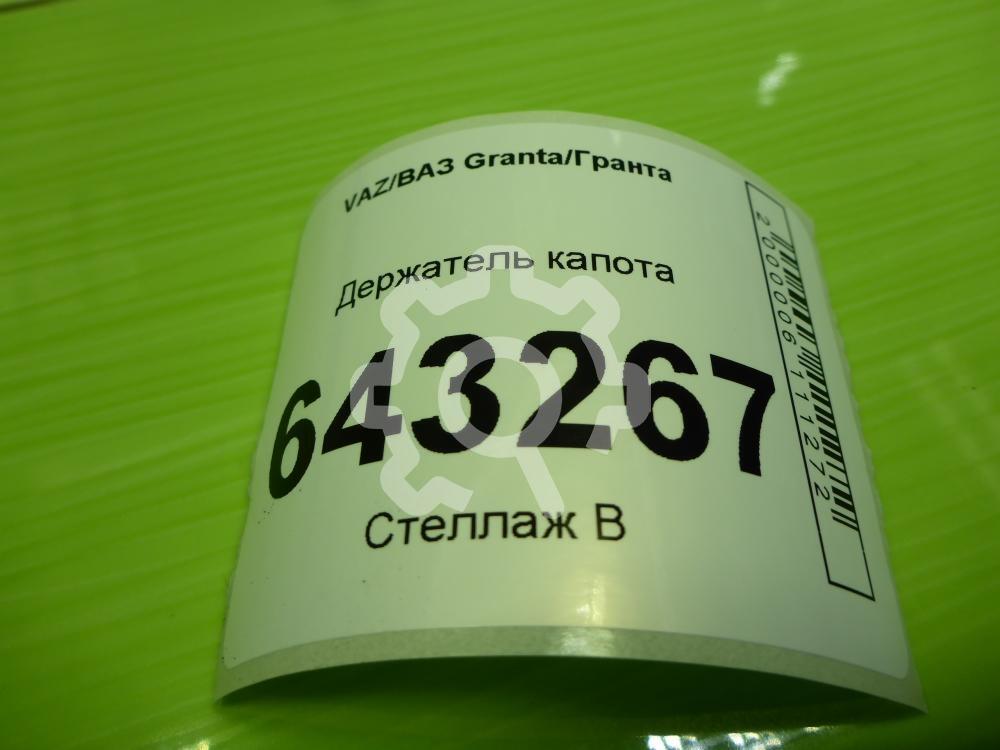 VAZ/ВАЗ Granta/Гранта
Держатель капота
643267
Стеллаж В
2000006111272